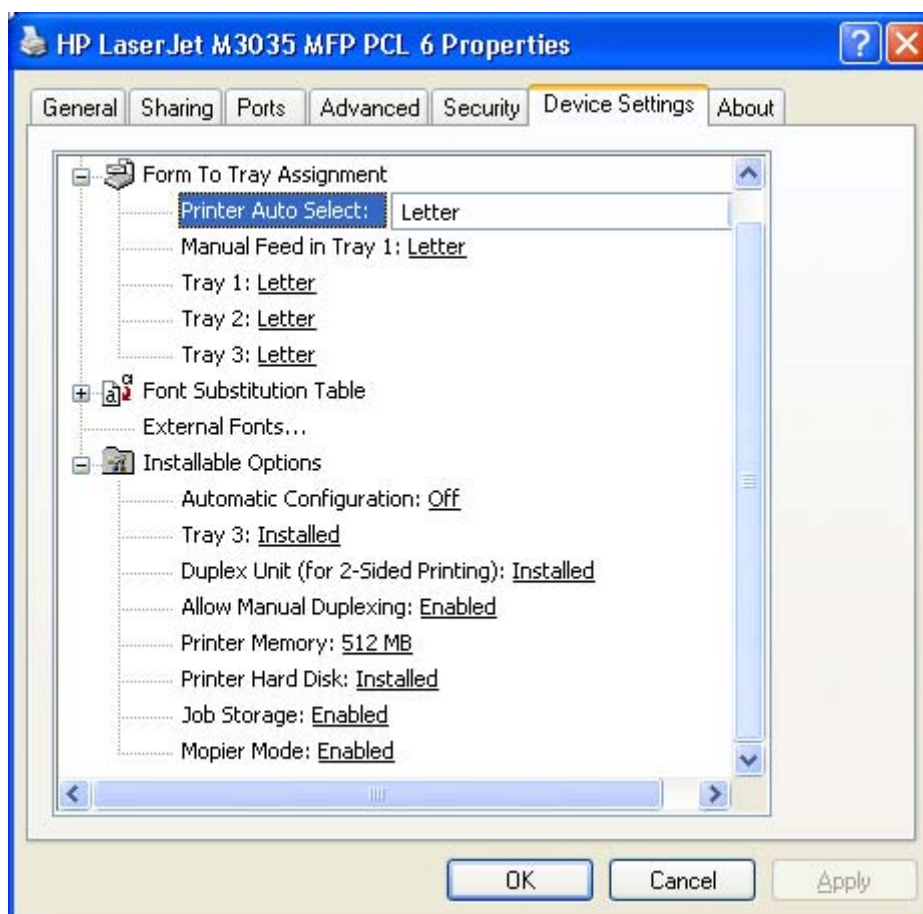 HP LaserJet M3035 MFP PCL 6 Properties
General Sharing Ports Advanced Security Device Settings About
Form To Tray Assignment
Printer Auto Select: Letter
Manual Feed in Tray 1: Letter
Tray 1: Letter
Tray 2: Letter
Tray 3: Letter
Font Substitution Table
External Fonts...
Installable Options
Automatic Configuration: Off
Tray 3: Installed
Duplex Unit (for 2-Sided Printing): Installed
Allow Manual Duplexing: Enabled
Printer Memory: 512 MB
Printer Hard Disk: Installed
Job Storage: Enabled
Mopier Mode: Enabled
OK Cancel Apply